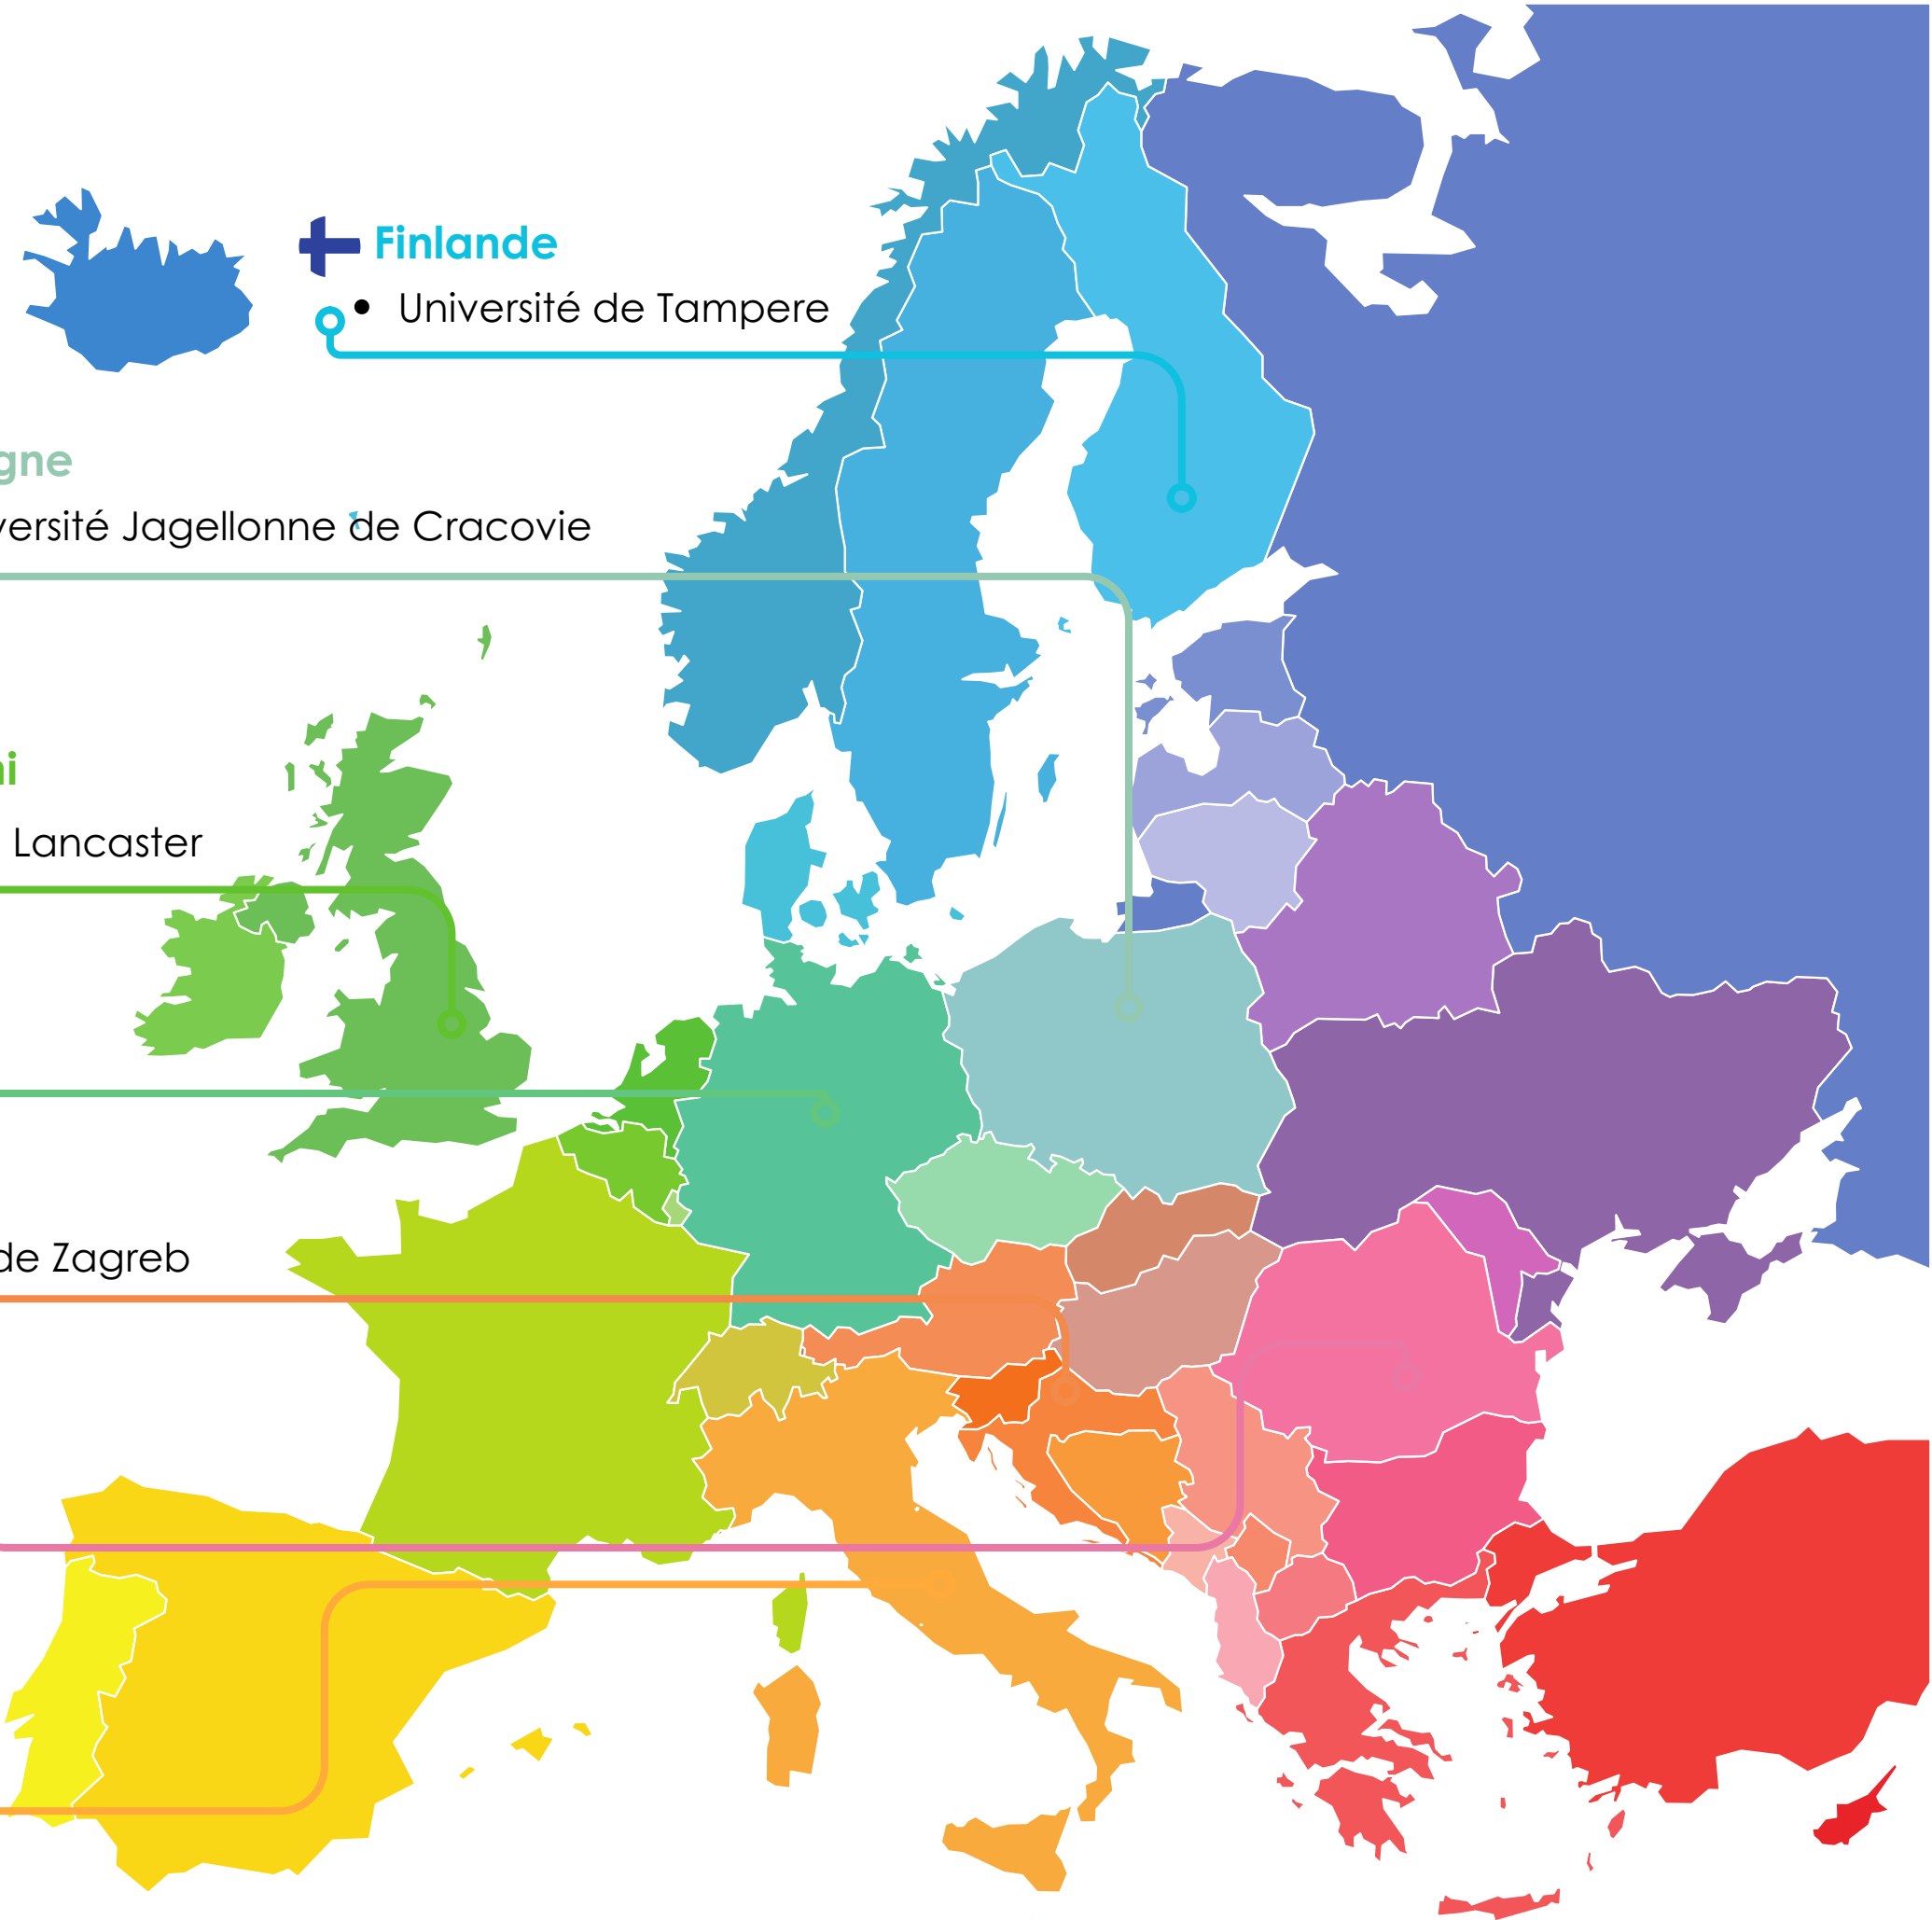 Finlande
• Université de Tampere
gne
versité Jagellonne de Cracovie
ni
Lancaster
de Zagreb